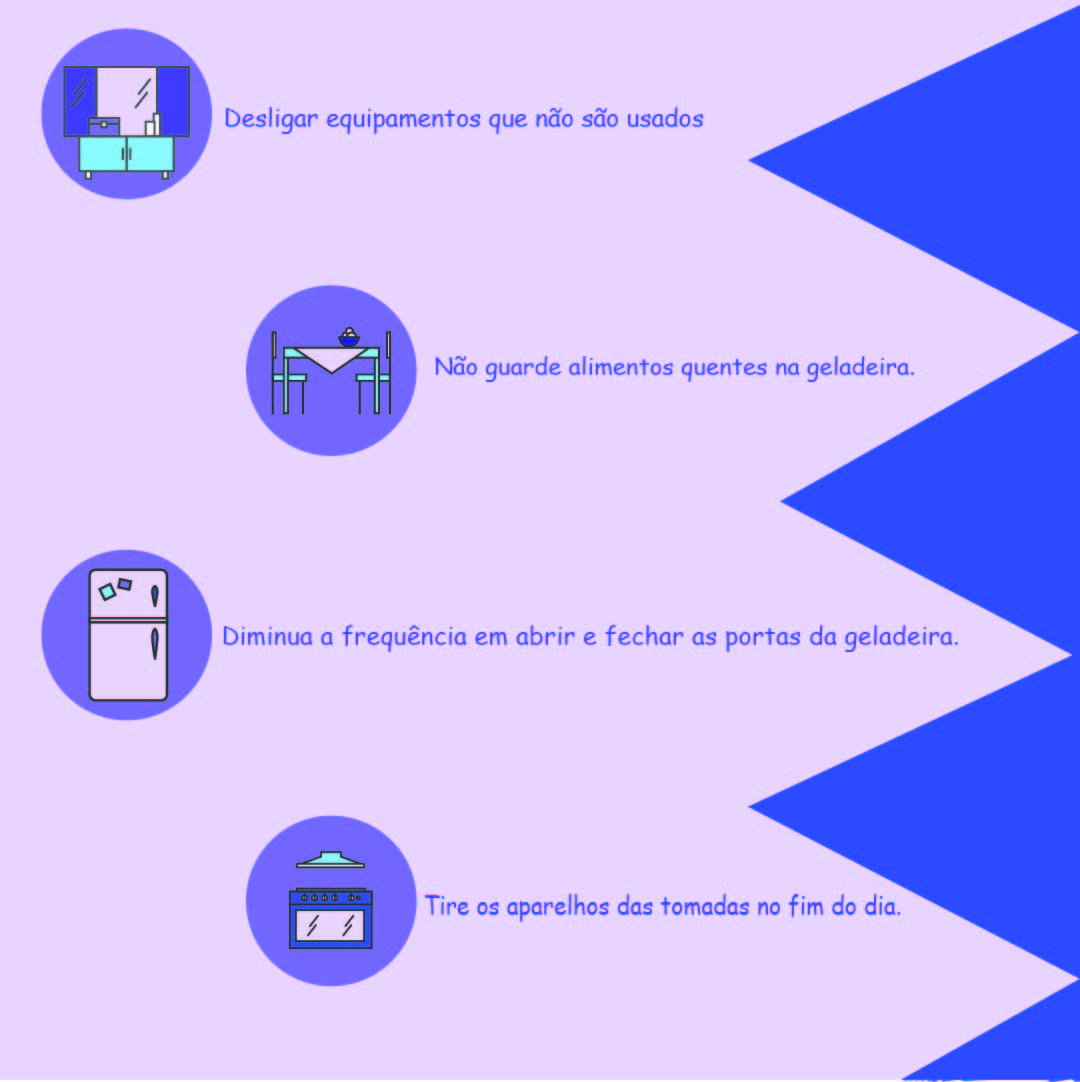 Desligar equipamentos que não são usados
Não guarde alimentos quentes na geladeira.
Diminua a frequência em abrir e fechar as portas da geladeira.
Tire os aparelhos das tomadas no fim do dia.